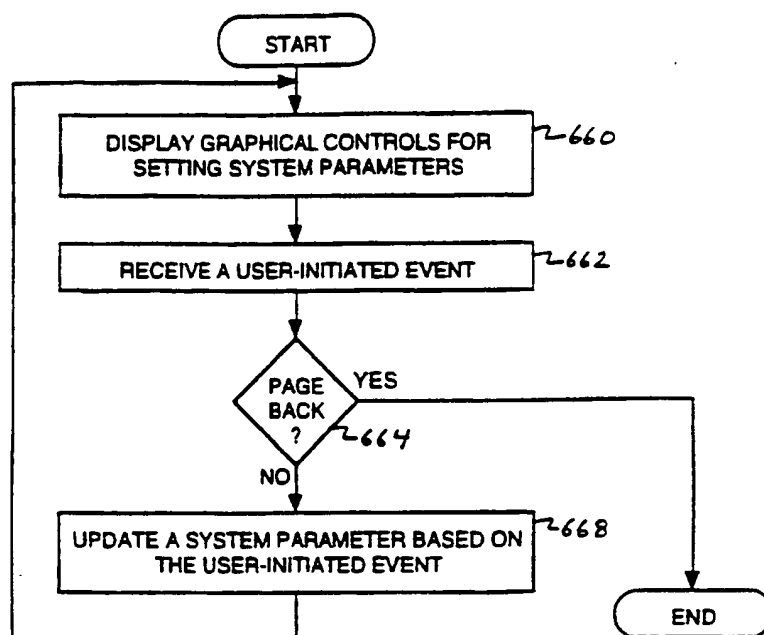 START
DISPLAY GRAPHICAL CONTROLS FOR
SETTING SYSTEM PARAMETERS
660
RECEIVE A USER-INITIATED EVENT
662
PAGE
BACK
?
YES
664
NO
UPDATE A SYSTEM PARAMETER BASED ON
THE USER-INITIATED EVENT
668
END